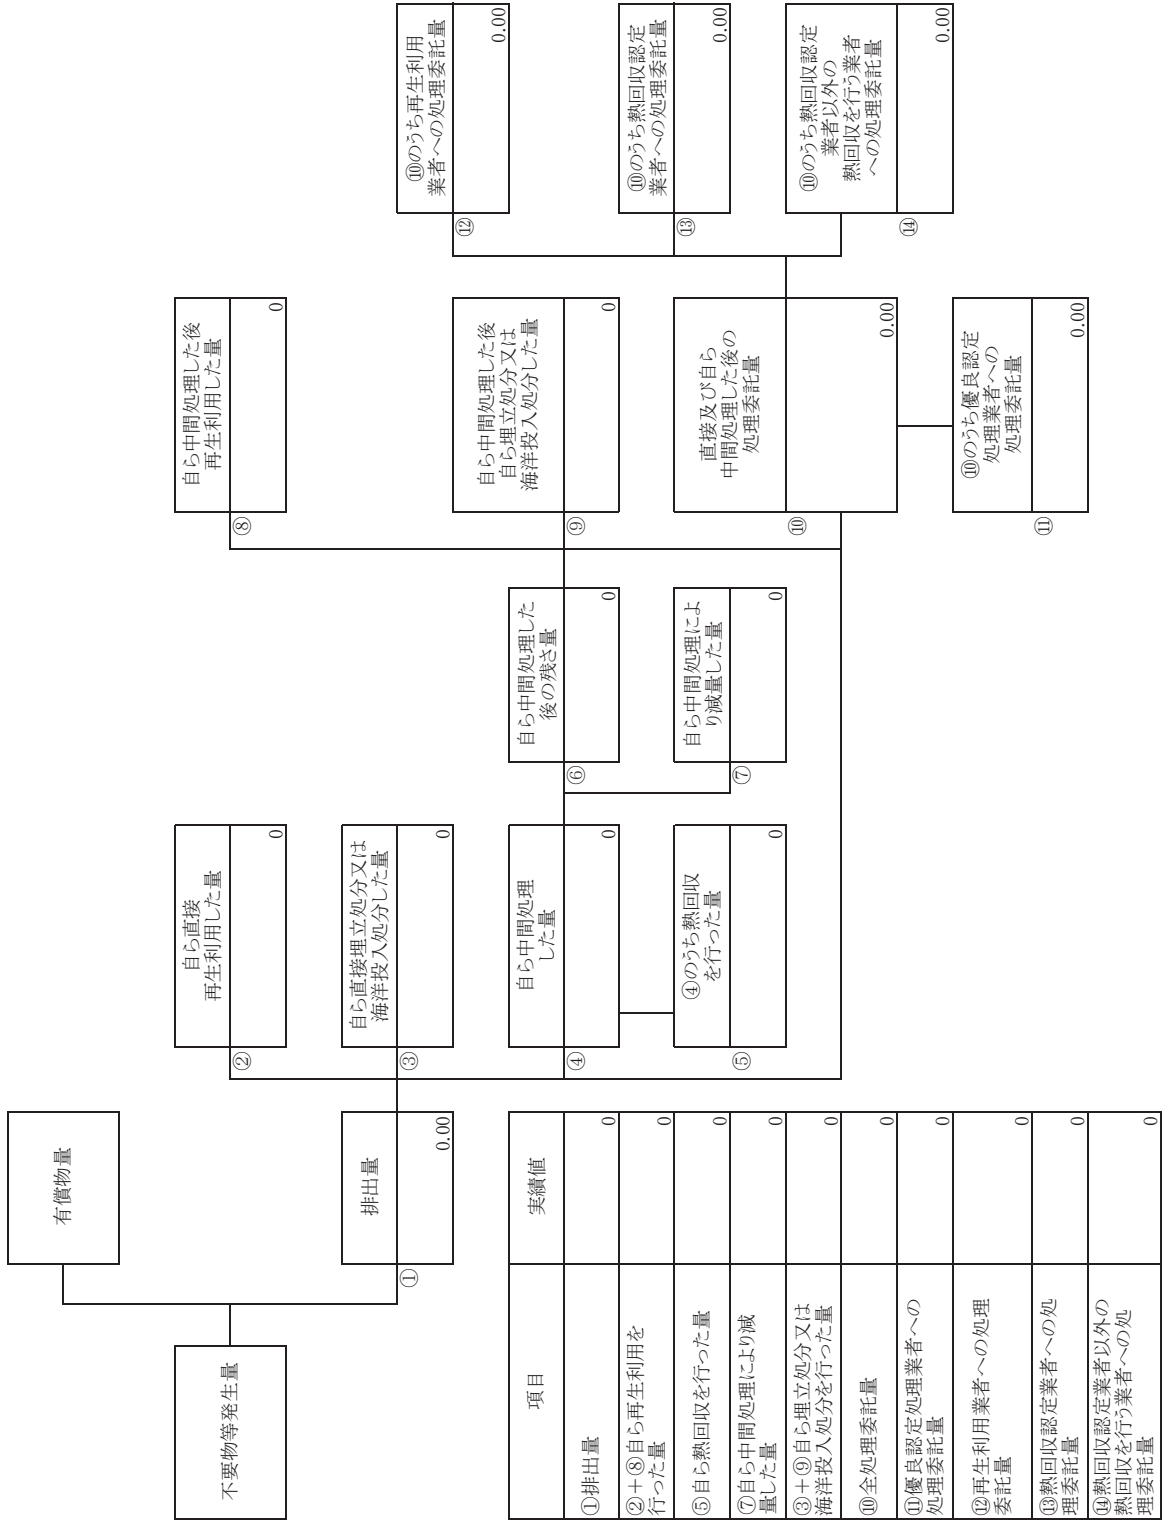 不要物等発生量
有償物量
①
排出量
0.00
②
自ら直接
再生利用した量
0
③
自ら直接埋立処分又は
海洋投入処分した量
0
④
自ら中間処理
した量
0
⑤
④のうち熱回収
を行った量
0
⑥
自ら中間処理した
後の残さ量
0
⑦
自ら中間処理によ
り減量した量
0
⑧
自ら中間処理した後
再生利用した量
0
⑨
自ら中間処理した後
自ら埋立処分又は
海洋投入処分した量
0
⑩
直接及び自ら
中間処理した後の
処理委託量
0.00
⑪
⑩のうち優良認定
処理業者への
処理委託量
0.00
⑫
⑩のうち再生利用
業者への処理委託量
0.00
⑬
⑩のうち熱回収認定
業者への処理委託量
0.00
⑭
⑩のうち熱回収認定
業者以外の
熱回収を行う業者
への処理委託量
0.00
項目
実績値
①排出量
0
②+⑧自ら再生利用を
行った量
0
⑤自ら熱回収を行った量
0
⑦自ら中間処理により減
量した量
0
③+⑨自ら埋立処分又は
海洋投入処分を行った量
0
⑩全処理委託量
0
⑪優良認定処理業者への
処理委託量
0
⑫再生利用業者への処理
委託量
0
⑬熱回収認定業者への処
理委託量
0
⑭熱回収認定業者以外の
熱回収を行う業者への処
理委託量
0